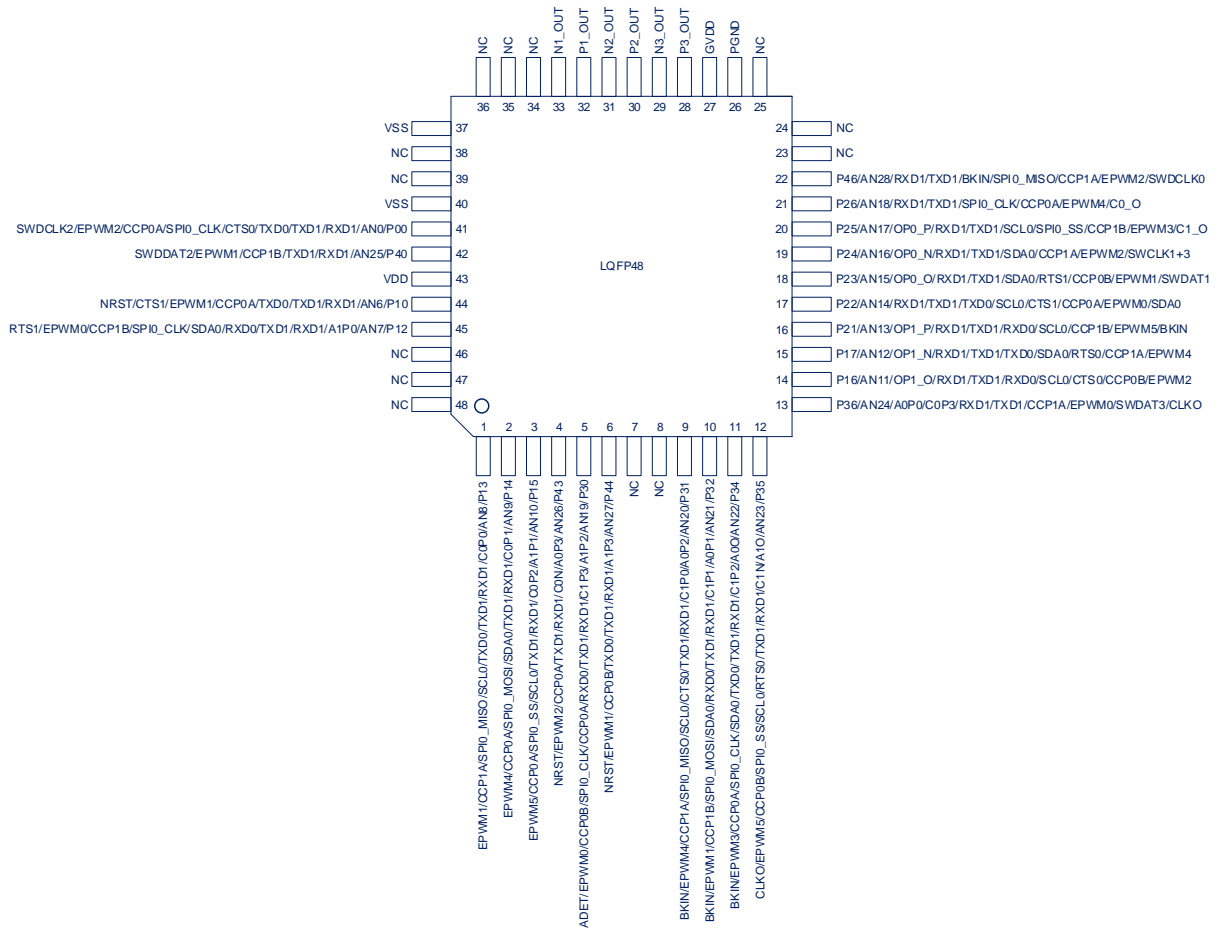 NC
NC
NC
N1_OUT
P1_OUT
N2_OUT
P2_OUT
N3_OUT
P3_OUT
GVDD
PGND
NC
36 35 34 33 32 31 30 29 28 27 26 25
VSS 37
NC 38
NC 39
VSS 40
SWDCLK2/EPWM2/CCP0A/SPI0_CLK/CTS0/TXD0/TXD1/RXD1/AN0/P00 41
SWDDAT2/EPWM1/CCP1B/TXD1/RXD1/AN25/P40 42
VDD 43
NRST/CTS1/EPWM1/CCP0A/TXD0/TXD1/RXD1/AN6/P10 44
RTS1/EPWM0/CCP1B/SPI0_CLK/SDA0/RXD0/TXD1/RXD1/A1P0/AN7/P12 45
NC 46
NC 47
NC 48
LQFP48
24 NC
23 NC
22 P46/AN28/RXD1/TXD1/BKIN/SPI0_MISO/CCP1A/EPWM2/SWDCLK0
21 P26/AN18/RXD1/TXD1/SPI0_CLK/CCP0A/EPWM4/C0_O
20 P25/AN17/OP0_P/RXD1/TXD1/SCL0/SPI0_SS/CCP1B/EPWM3/C1_O
19 P24/AN16/OP0_N/RXD1/TXD1/SDA0/CCP1A/EPWM2/SWCLK1+3
18 P23/AN15/OP0_O/RXD1/TXD1/SDA0/RTS1/CCP0B/EPWM1/SWDAT1
17 P22/AN14/RXD1/TXD1/TXD0/SCL0/CTS1/CCP0A/EPWM0/SDA0
16 P21/AN13/OP1_P/RXD1/TXD1/RXD0/SCL0/CCP1B/EPWM5/BKIN
15 P17/AN12/OP1_N/RXD1/TXD1/TXD0/SDA0/RTS0/CCP1A/EPWM4
14 P16/AN11/OP1_O/RXD1/TXD1/RXD0/SCL0/CTS0/CCP0B/EPWM2
13 P36/AN24/A0P0/C0P3/RXD1/TXD1/CCP1A/EPWM0/SWDAT3/CLKO
1 2 3 4 5 6 7 8 9 10 11 12
EPWM1/CCP1A/SPI0_MISO/SCL0/TXD0/TXD1/RXD1/C0P0/AN8/P13
EPWM4/CCP0A/SPI0_MOSI/SDA0/TXD1/RXD1/C0P1/AN9/P14
EPWM5/CCP0A/SPI0_SS/SCL0/TXD1/RXD1/C0P2/A1P1/AN10/P15
NRST/EPWM2/CCP0A/TXD1/RXD1/C0N/A0P3/AN26/P43
ADET/EPWM0/CCP0B/SPI0_CLK/CCP0A/RXD0/TXD1/RXD1/C1P3/A1P2/AN19/P30
NRST/EPWM1/CCP0B/TXD0/TXD1/RXD1/A1P3/AN27/P44
NC
NC
BKIN/EPWM4/CCP1A/SPI0_MISO/SCL0/CTS0/TXD1/RXD1/C1P0/A0P2/AN20/P31
BKIN/EPWM1/CCP1B/SPI0_MOSI/SDA0/RXD0/TXD1/RXD1/C1P1/A0P1/AN21/P32
BKIN/EPWM3/CCP0A/SPI0_CLK/SDA0/TXD0/TXD1/RXD1/C1P2/A0O/AN22/P34
CLKO/EPWM5/CCP0B/SPI0_SS/SCL0/RTS0/TXD1/RXD1/C1N/A1O/AN23/P35